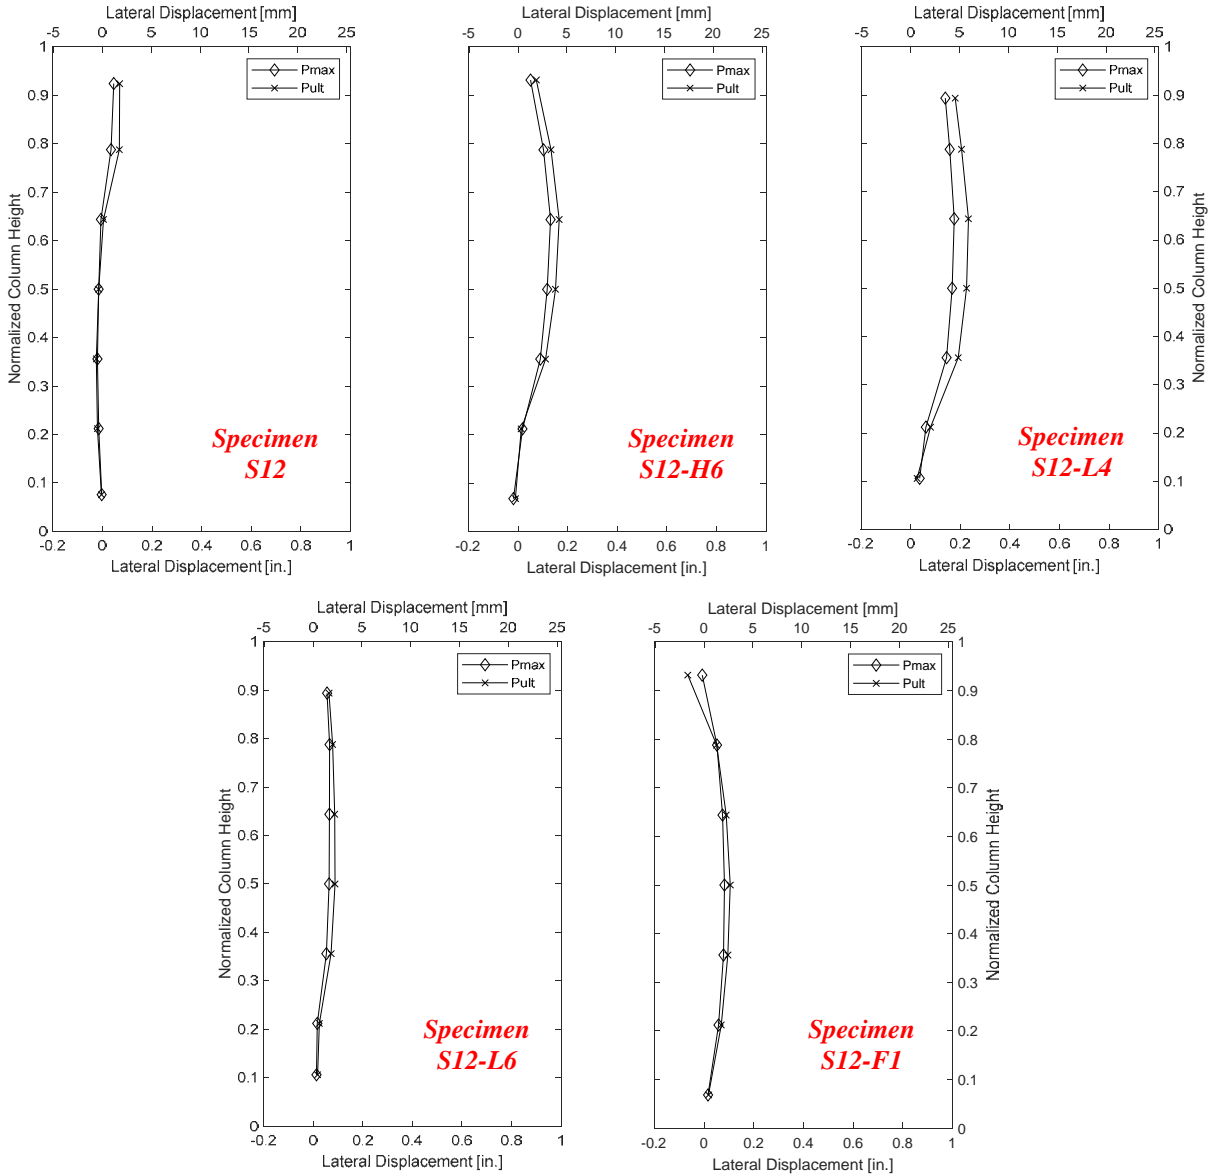 Lateral Displacement [mm]
-5 0 5 10 15 20 25
1
0.9
0.8
0.7
0.6
0.5
0.4
0.3
0.2
0.1
0
Normalized Column Height
Pmax
Pult
Specimen
S12
-0.2 0 0.2 0.4 0.6 0.8 1
Lateral Displacement [in.]
Lateral Displacement [mm]
-5 0 5 10 15 20 25
Pmax
Pult
Specimen
S12-H6
-0.2 0 0.2 0.4 0.6 0.8 1
Lateral Displacement [in.]
Lateral Displacement [mm]
-5 0 5 10 15 20 25
Pmax
Pult
1
0.9
0.8
0.7
0.6
0.5
0.4
0.3
0.2
0.1
0
Normalized Column Height
Specimen
S12-L4
-0.2 0 0.2 0.4 0.6 0.8 1
Lateral Displacement [in.]
Lateral Displacement [mm]
-5 0 5 10 15 20 25
1
0.9
0.8
0.7
0.6
0.5
0.4
0.3
0.2
0.1
0
Normalized Column Height
Pmax
Pult
Specimen
S12-L6
-0.2 0 0.2 0.4 0.6 0.8 1
Lateral Displacement [in.]
Lateral Displacement [mm]
-5 0 5 10 15 20 25
Pmax
Pult
1
0.9
0.8
0.7
0.6
0.5
0.4
0.3
0.2
0.1
0
Normalized Column Height
Specimen
S12-F1
-0.2 0 0.2 0.4 0.6 0.8 1
Lateral Displacement [in.]